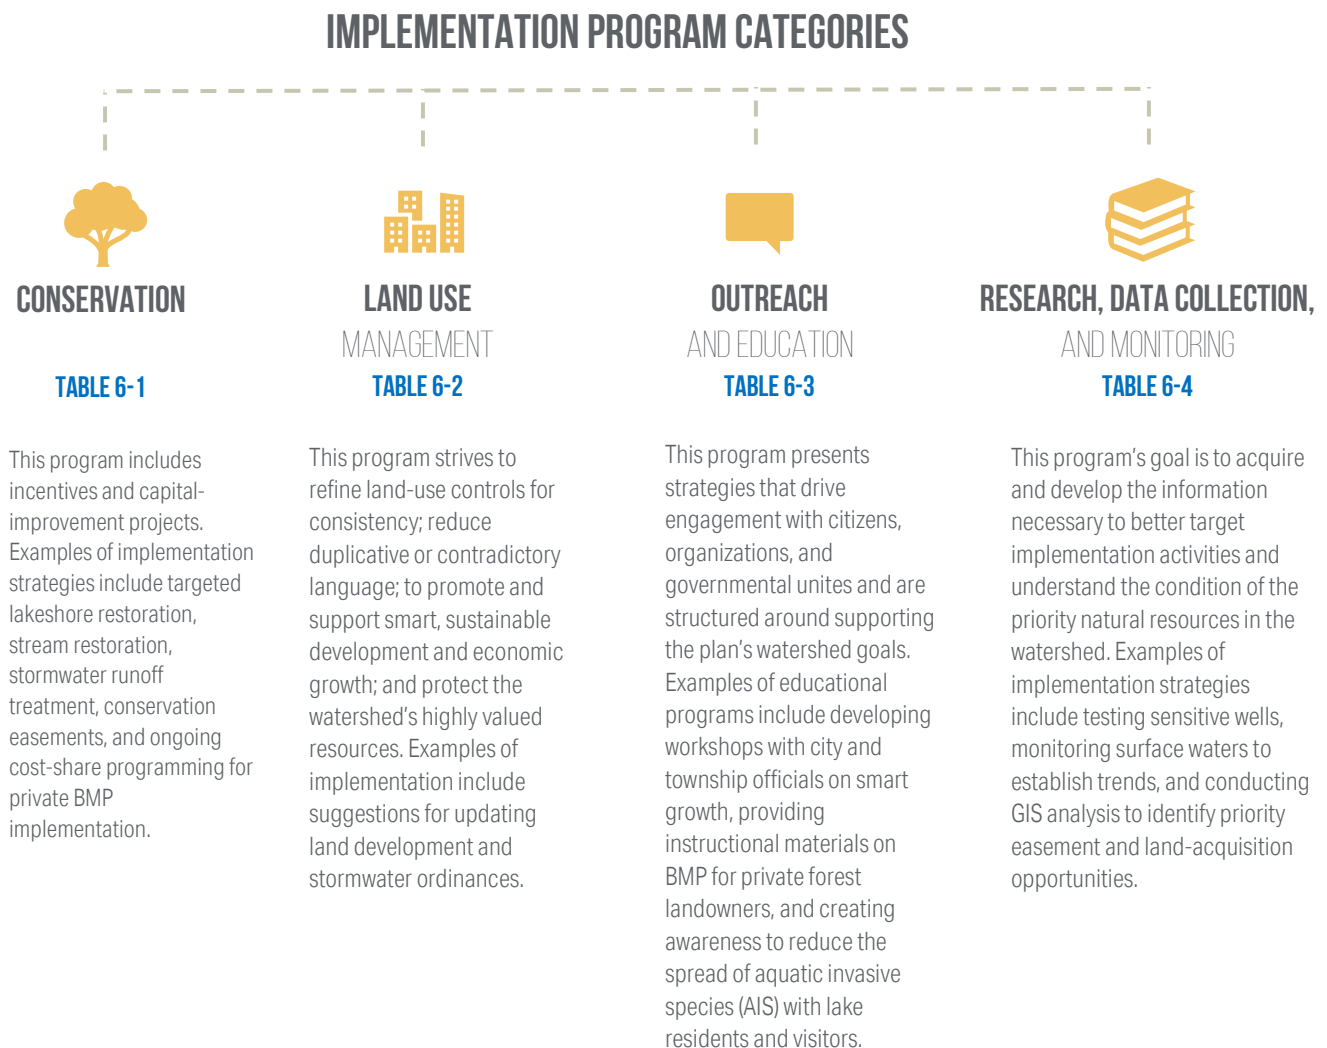 IMPLEMENTATION PROGRAM CATEGORIES
CONSERVATION
TABLE 6-1
This program includes
incentives and capital-
improvement projects.
Examples of implementation
strategies include targeted
lakeshore restoration,
stream restoration,
stormwater runoff
treatment, conservation
easements, and ongoing
cost-share programming for
private BMP
implementation.
LAND USE
MANAGEMENT
TABLE 6-2
This program strives to
refine land-use controls for
consistency; reduce
duplicative or contradictory
language; to promote and
support smart, sustainable
development and economic
growth; and protect the
watershed's highly valued
resources. Examples of
implementation include
suggestions for updating
land development and
stormwater ordinances.
OUTREACH
AND EDUCATION
TABLE 6-3
This program presents
strategies that drive
engagement with citizens,
organizations, and
governmental unites and are
structured around supporting
the plan's watershed goals.
Examples of educational
programs include developing
workshops with city and
township officials on smart
growth, providing
instructional materials on
BMP for private forest
landowners, and creating
awareness to reduce the
spread of aquatic invasive
species (AIS) with lake
residents and visitors.
RESEARCH, DATA COLLECTION,
AND MONITORING
TABLE 6-4
This program's goal is to acquire
and develop the information
necessary to better target
implementation activities and
understand the condition of the
priority natural resources in the
watershed. Examples of
implementation strategies
include testing sensitive wells,
monitoring surface waters to
establish trends, and conducting
GIS analysis to identify priority
easement and land-acquisition
opportunities.